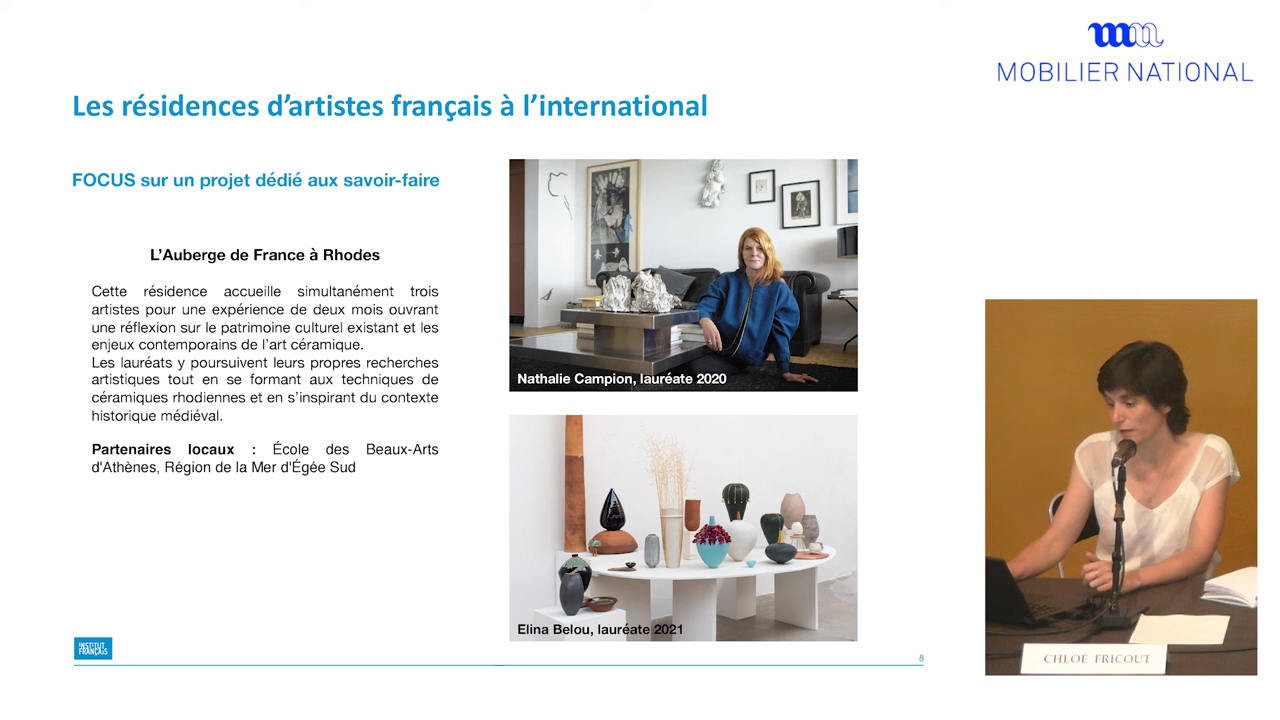 MOBILIER NATIONAL
Les résidences d’artistes français à l’international
FOCUS sur un projet dédié aux savoir-faire
L’Auberge de France à Rhodes
Cette résidence accueille simultanément trois
artistes pour une expérience de deux mois ouvrant
une réflexion sur le patrimoine culturel existant et les
enjeux contemporains de l’art céramique.
Les lauréats y poursuivent leurs propres recherches
artistiques tout en se formant aux techniques de
céramiques rhodiennes et en s’inspirant du contexte
historique médiéval.
Partenaires locaux : École des Beaux-Arts
d'Athènes, Région de la Mer d'Égée Sud
Nathalie Campion, lauréate 2020
Elina Belou, lauréate 2021
INSTITUT
FRANÇAIS
8
CHLOE FRICOUT